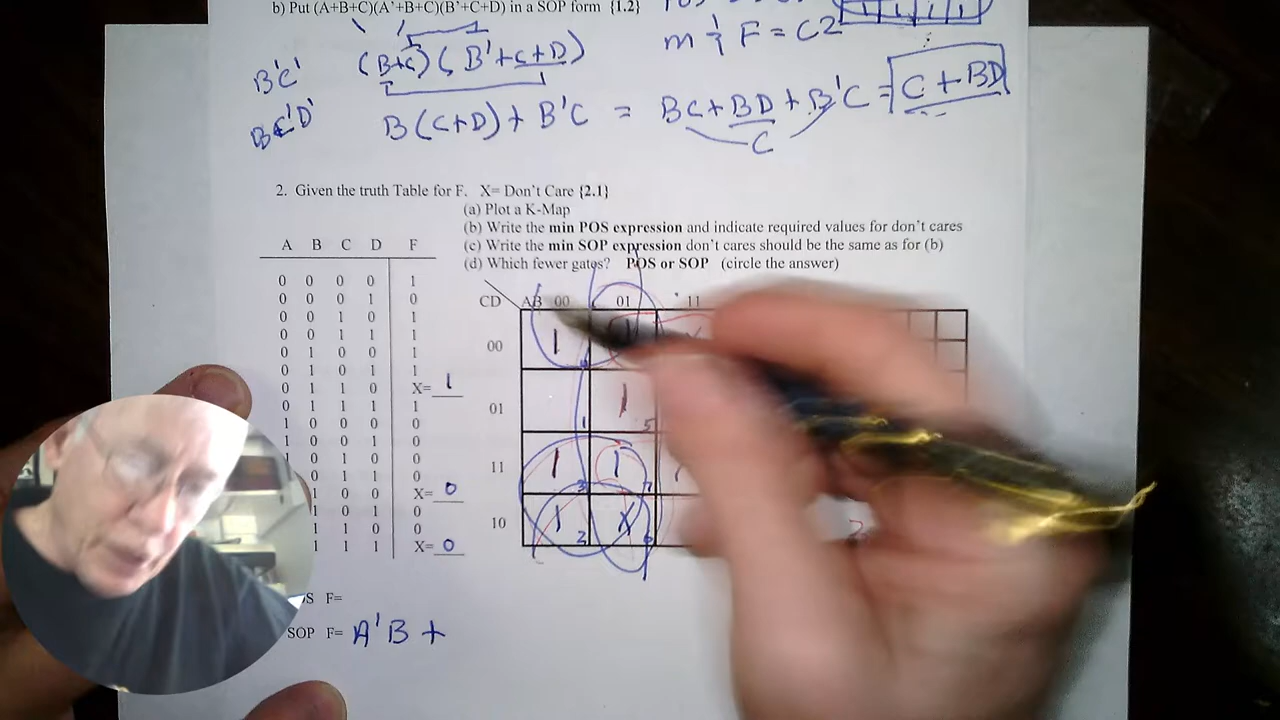 b) Put (A+B+C)(A'+B+C)(B'+C+D) in a SOP form {1.2}
m F = C2
B'C' (B+C)(B'+C+D)
BC'D' B(C+D) + B'C = BC + BD + B'C = C + BD
C
2. Given the truth Table for F. X= Don't Care {2.1}
(a) Plot a K-Map
(b) Write the min POS expression and indicate required values for don't cares
(c) Write the min SOP expression don't cares should be the same as for (b)
(d) Which fewer gates? POS or SOP (circle the answer)
A B C D F
0 0 0 0 1
0 0 0 1 0
0 0 1 0 1
0 0 1 1 1
0 1 0 0 1
0 1 0 1 1
0 1 1 0 X= 1
0 1 1 1 1
1 0 0 0 0
1 0 0 1 0
0 1 0 0
0 1 1 0
1 0 0 X= 0
1 0 1 0
1 1 0 0
1 1 1 X= 0
CD AB 00 01 11
00 1 1
01 1 1 5
11 1 3 1 7
10 1 2 X 6
S F=
SOP F= A'B +